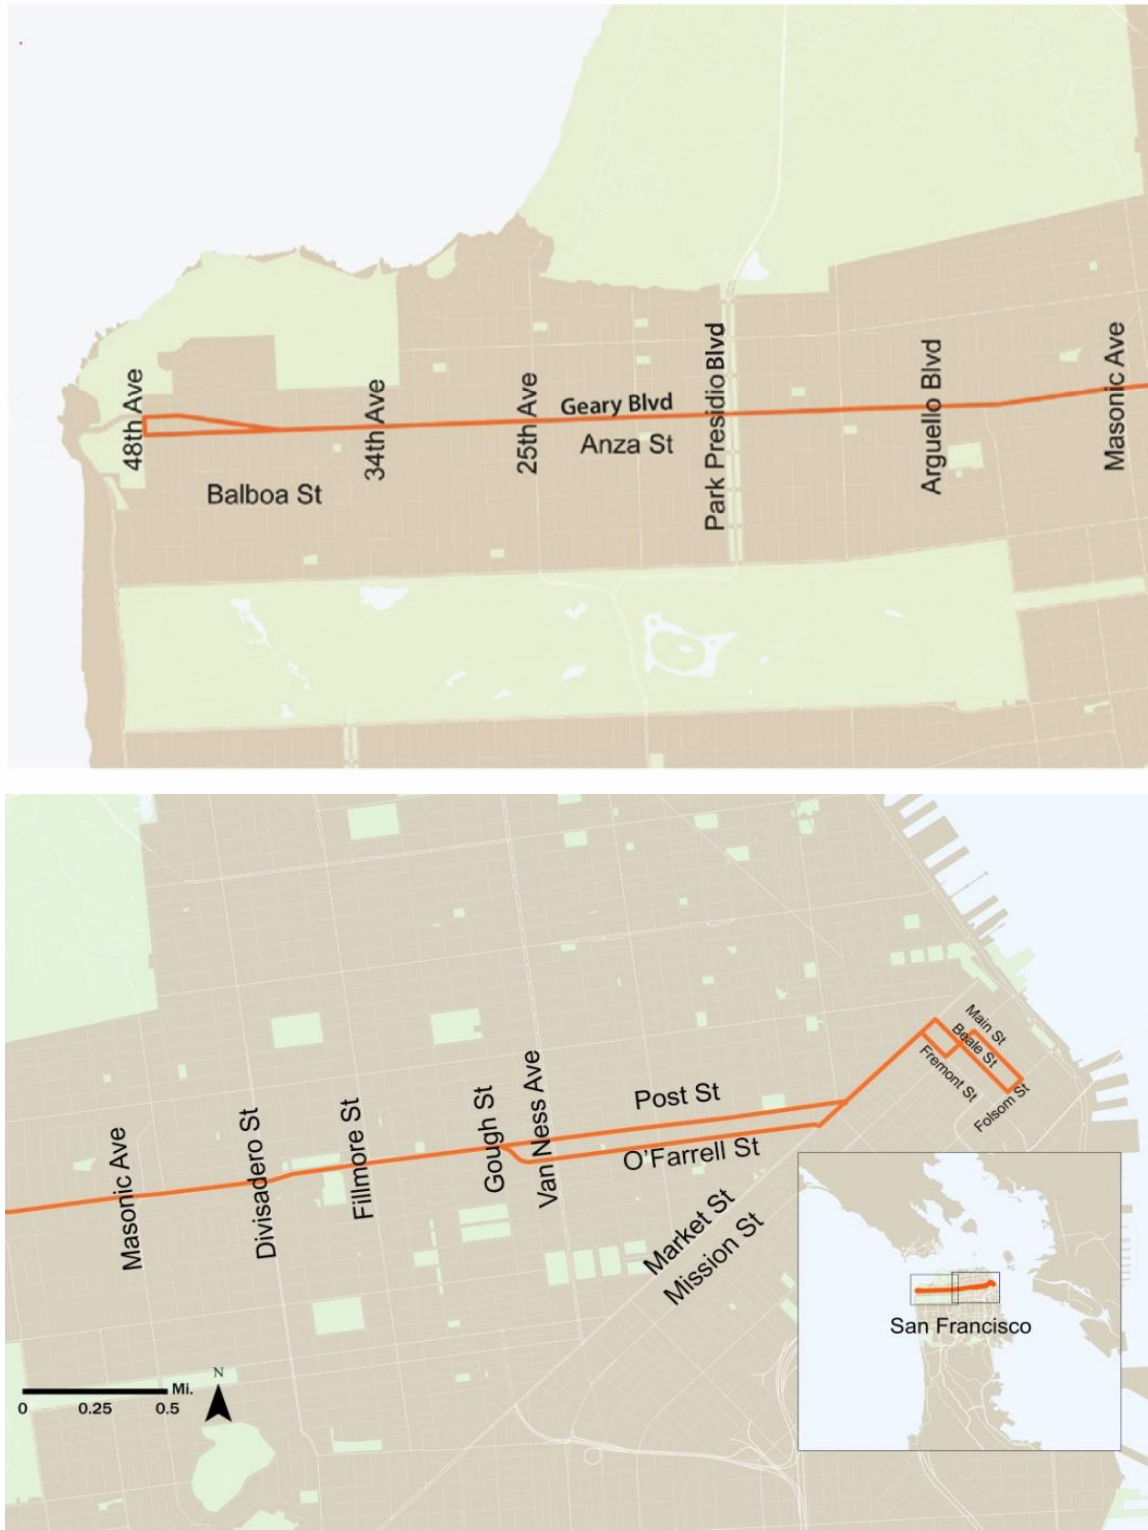 48th Ave
34th Ave
25th Ave
Geary Blvd
Anza St
Balboa St
Park Presidio Blvd
Arguello Blvd
Masonic Ave
Main St
Beale St
Fremont St
Folsom St
Post St
O'Farrell St
Van Ness Ave
Gough St
Fillmore St
Divisadero St
Masonic Ave
Market St
Mission St
San Francisco
N
Mi.
0 0.25 0.5